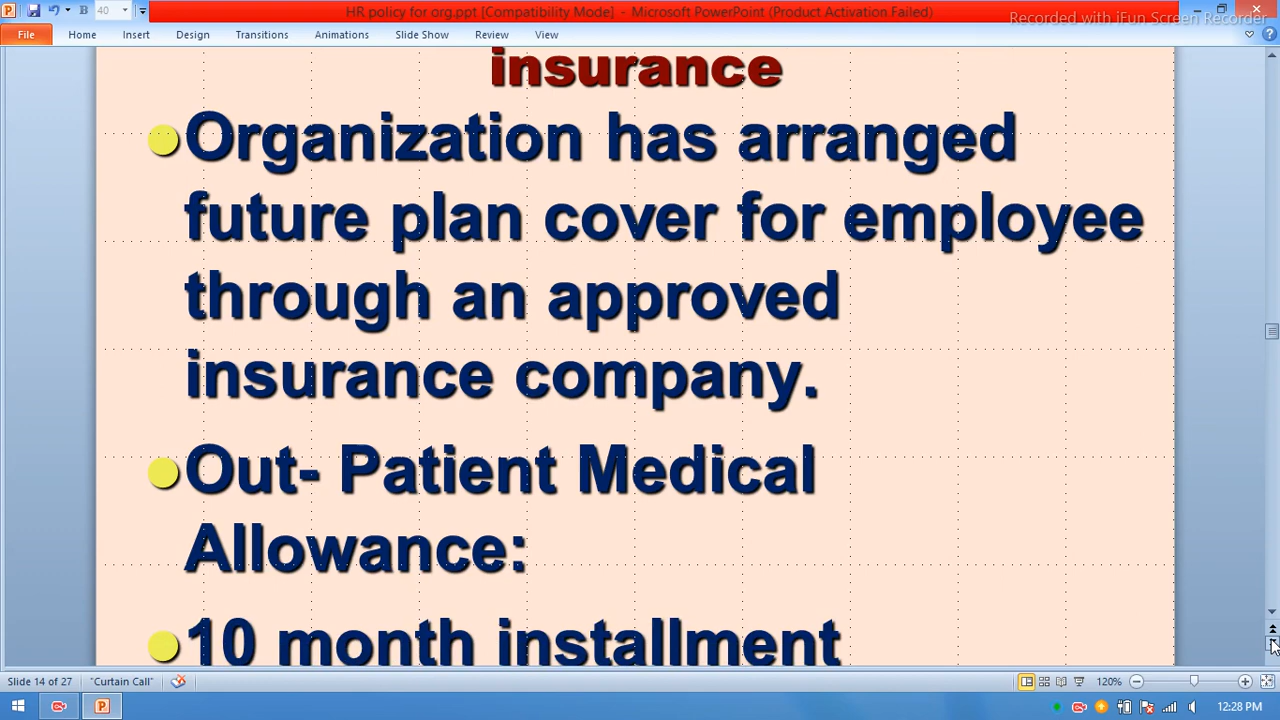 HR policy for org.ppt [Compatibility Mode] - Microsoft PowerPoint (Product Activation Failed)
Recorded with iFun Screen Recorder
B 40
File Home Insert Design Transitions Animations Slide Show Review View
insurance
Organization has arranged
future plan cover for employee
through an approved
insurance company.
Out- Patient Medical
Allowance:
10 month installment
Slide 14 of 27 "Curtain Call" 120%
12:28 PM